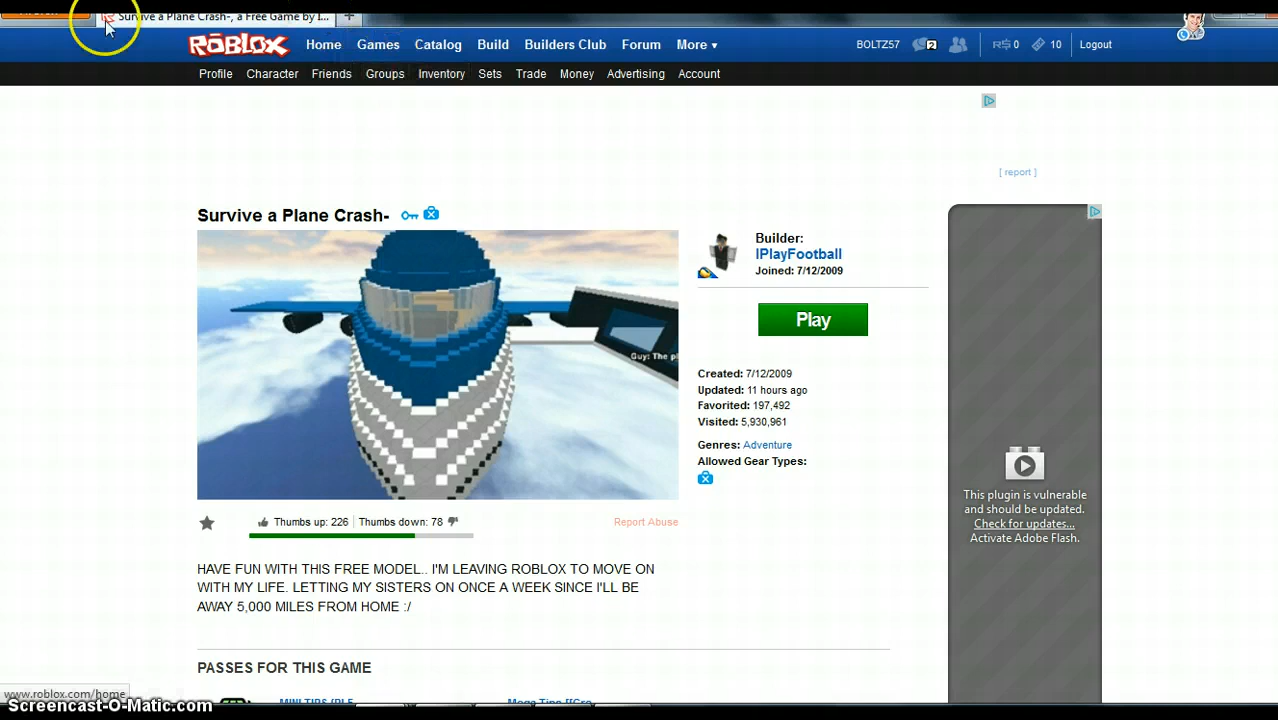 Survive a Plane Crash-, a Free Game by I...
ROBLOX Home Games Catalog Build Builders Club Forum More ▾ BOLTZ57 2 R$ 0 10 Logout
Profile Character Friends Groups Inventory Sets Trade Money Advertising Account
[ report ]
Survive a Plane Crash-
Builder:
IPlayFootball
Joined: 7/12/2009
Play
Guy: The pl
Created: 7/12/2009
Updated: 11 hours ago
Favorited: 197,492
Visited: 5,930,961
Genres: Adventure
Allowed Gear Types:
This plugin is vulnerable
and should be updated.
Check for updates...
Activate Adobe Flash.
Thumbs up: 226 Thumbs down: 78 Report Abuse
HAVE FUN WITH THIS FREE MODEL.. I'M LEAVING ROBLOX TO MOVE ON
WITH MY LIFE. LETTING MY SISTERS ON ONCE A WEEK SINCE I'LL BE
AWAY 5,000 MILES FROM HOME :/
PASSES FOR THIS GAME
www.roblox.com/home
Screencast-O-Matic.com